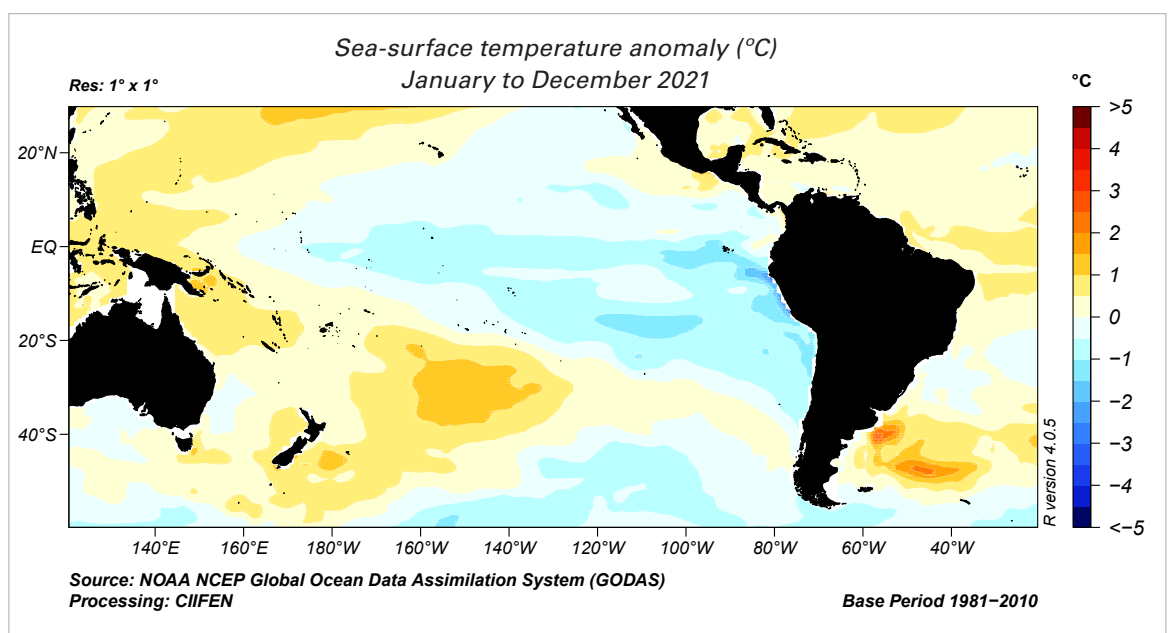 Sea-surface temperature anomaly (°C)
January to December 2021
Res: 1° x 1°
°C
>5
4
3
2
1
0
−1
−2
−3
−4
<−5
20°N
EQ
20°S
40°S
140°E 160°E 180°W 160°W 140°W 120°W 100°W 80°W 60°W 40°W
R version 4.0.5
Source: NOAA NCEP Global Ocean Data Assimilation System (GODAS)
Processing: CIIFEN
Base Period 1981−2010